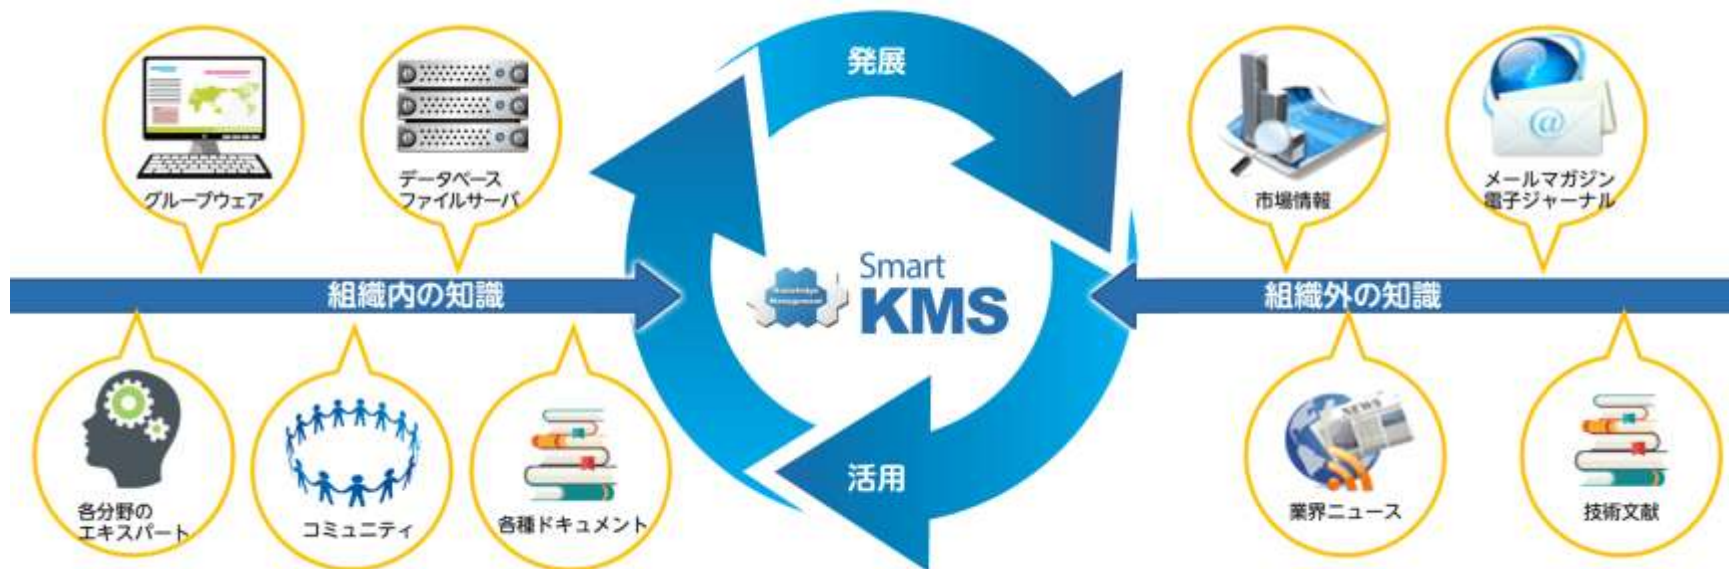 グループウェア
データベース
ファイルサーバ
発展
市場情報
メールマガジン
電子ジャーナル
組織内の知識
Knowledge
Management
Smart
KMS
組織外の知識
各分野の
エキスパート
コミュニティ
各種ドキュメント
活用
NEWS
業界ニュース
技術文献